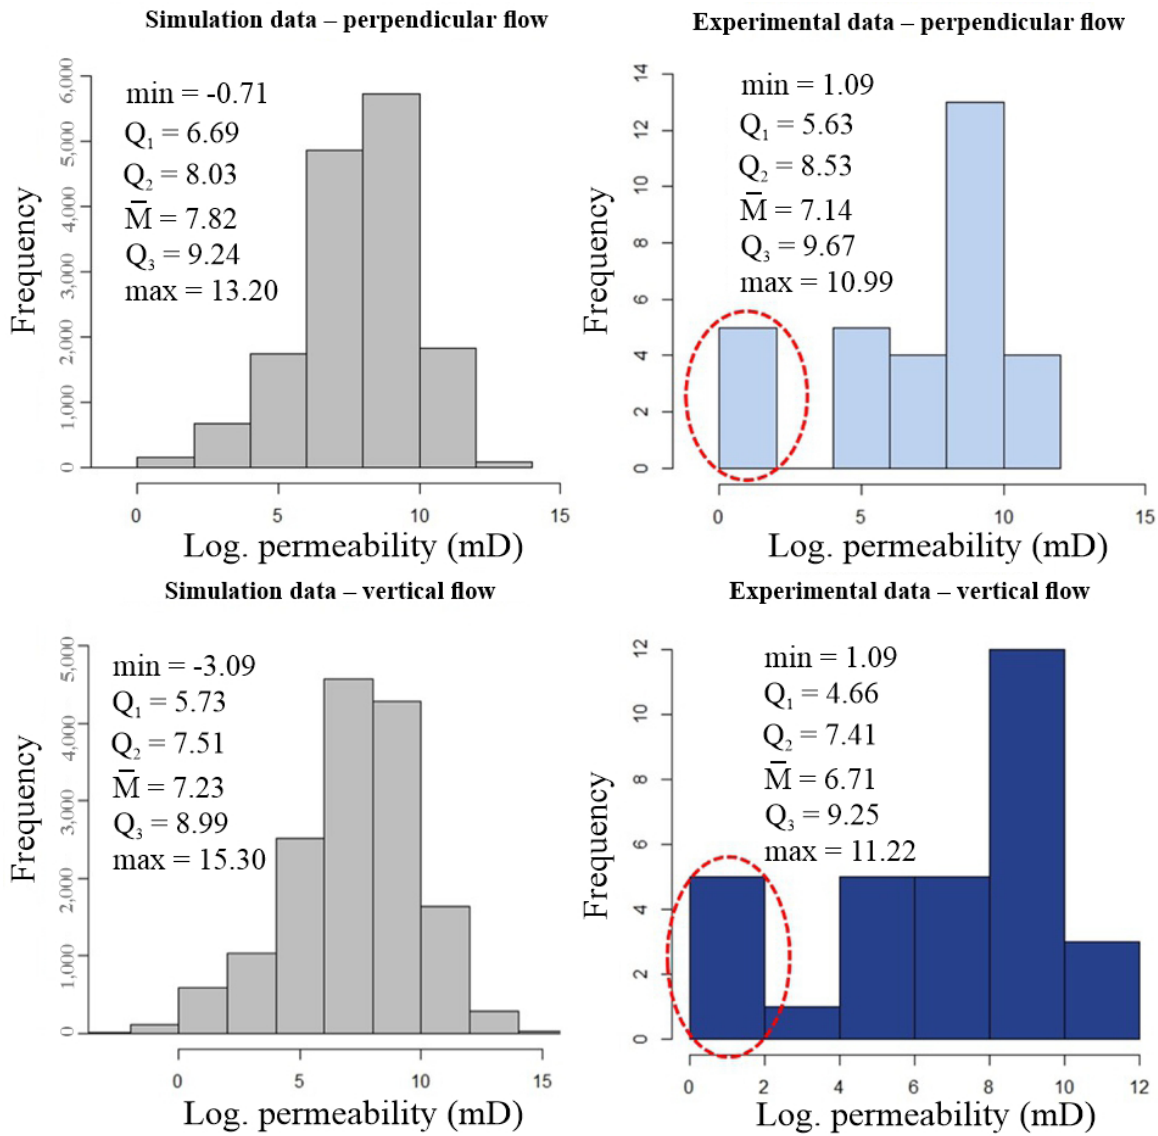 Simulation data – perpendicular flow
6,000
5,000
4,000
3,000
2,000
1,000
0
Frequency
min = -0.71
Q₁ = 6.69
Q₂ = 8.03
M̅ = 7.82
Q₃ = 9.24
max = 13.20
0 5 10 15
Log. permeability (mD)
Experimental data – perpendicular flow
14
12
10
8
6
4
2
0
Frequency
min = 1.09
Q₁ = 5.63
Q₂ = 8.53
M̅ = 7.14
Q₃ = 9.67
max = 10.99
0 5 10 15
Log. permeability (mD)
Simulation data – vertical flow
5,000
4,000
3,000
2,000
1,000
0
Frequency
min = -3.09
Q₁ = 5.73
Q₂ = 7.51
M̅ = 7.23
Q₃ = 8.99
max = 15.30
0 5 10 15
Log. permeability (mD)
Experimental data – vertical flow
12
10
8
6
4
2
0
Frequency
min = 1.09
Q₁ = 4.66
Q₂ = 7.41
M̅ = 6.71
Q₃ = 9.25
max = 11.22
0 2 4 6 8 10 12
Log. permeability (mD)